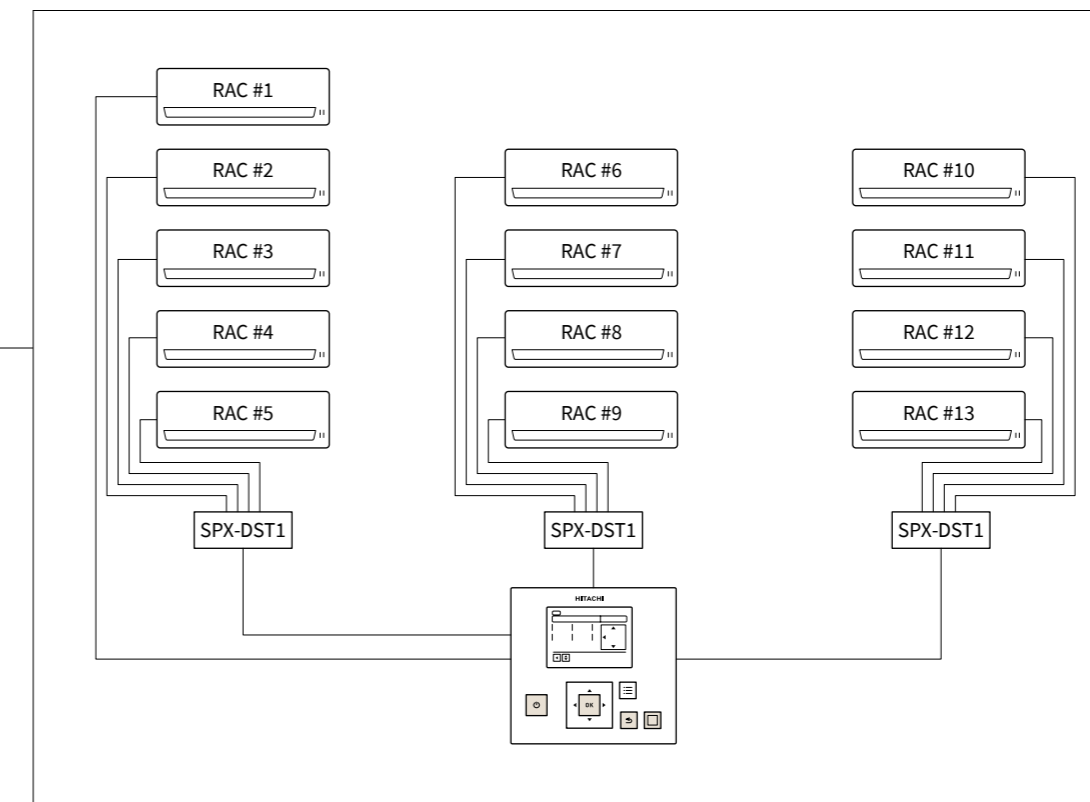 RAC #1
RAC #2
RAC #6
RAC #10
RAC #3
RAC #7
RAC #11
RAC #4
RAC #8
RAC #12
RAC #5
RAC #9
RAC #13
SPX-DST1
SPX-DST1
SPX-DST1
HITACHI
OK